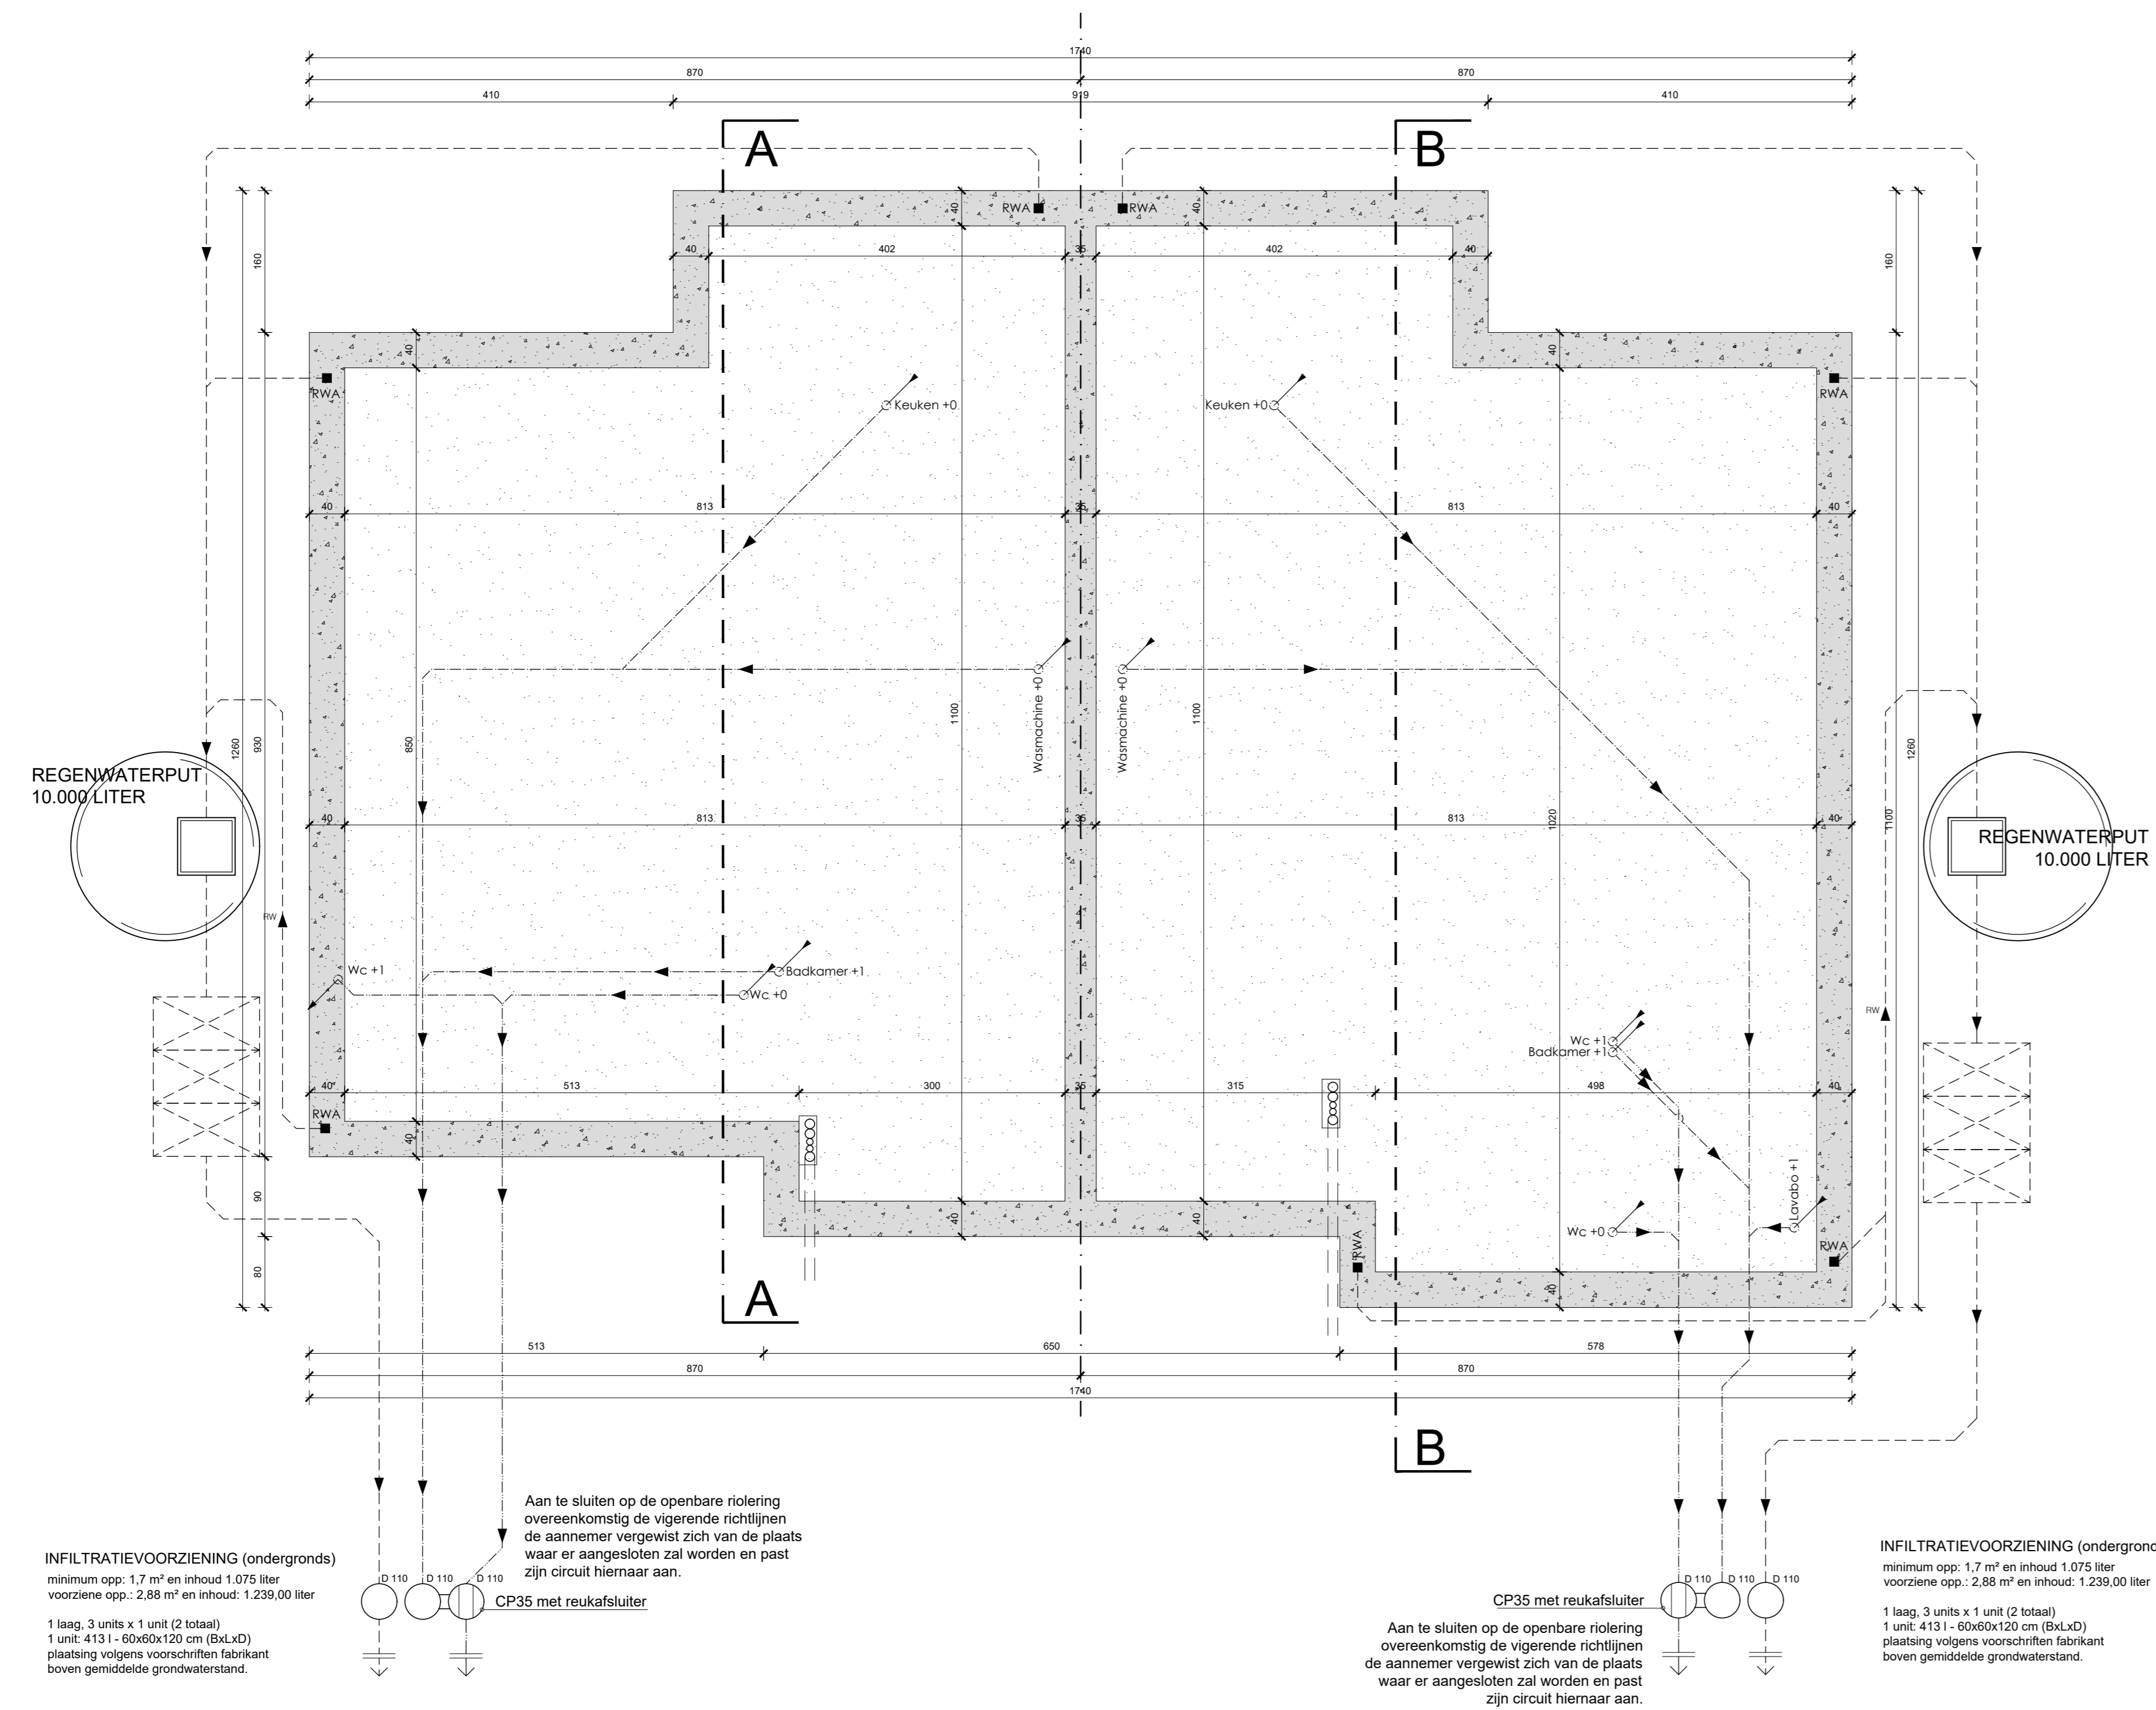 1740
870
870
410
919
410
A
B
RWA
RWA
40
40
160
160
40
402
35
402
40
40
40
RWA
RWA
Keuken +0
Keuken +0
40
813
35
813
40
Wasmachine +0
Wasmachine +0
1100
1100
1260
930
850
1260
REGENWATERPUT
10.000 LITER
40
813
35
813
40
1020
1100
REGENWATERPUT
10.000 LITER
RW
Wc +1
Badkamer +1
Wc +0
RW
Wc +1
Badkamer +1
40
513
300
35
315
498
40
RWA
40
90
80
40
40
Lavabo +1
Wc +0
RWA
RWA
40
A
513
650
578
870
870
1740
B
Aan te sluiten op de openbare riolering
overeenkomstig de vigerende richtlijnen
de aannemer vergewist zich van de plaats
waar er aangesloten zal worden en past
zijn circuit hiernaar aan.
INFILTRATIEVOORZIENING (ondergronds)
minimum opp: 1,7 m² en inhoud 1.075 liter
voorziene opp.: 2,88 m² en inhoud: 1.239,00 liter
1 laag, 3 units x 1 unit (2 totaal)
1 unit: 413 l - 60x60x120 cm (BxLxD)
plaatsing volgens voorschriften fabrikant
boven gemiddelde grondwaterstand.
D 110
D 110
D 110
CP35 met reukafsluiter
D 110
D 110
D 110
CP35 met reukafsluiter
Aan te sluiten op de openbare riolering
overeenkomstig de vigerende richtlijnen
de aannemer vergewist zich van de plaats
waar er aangesloten zal worden en past
zijn circuit hiernaar aan.
INFILTRATIEVOORZIENING (ondergrond
minimum opp: 1,7 m² en inhoud 1.075 liter
voorziene opp.: 2,88 m² en inhoud: 1.239,00 liter
1 laag, 3 units x 1 unit (2 totaal)
1 unit: 413 l - 60x60x120 cm (BxLxD)
plaatsing volgens voorschriften fabrikant
boven gemiddelde grondwaterstand.